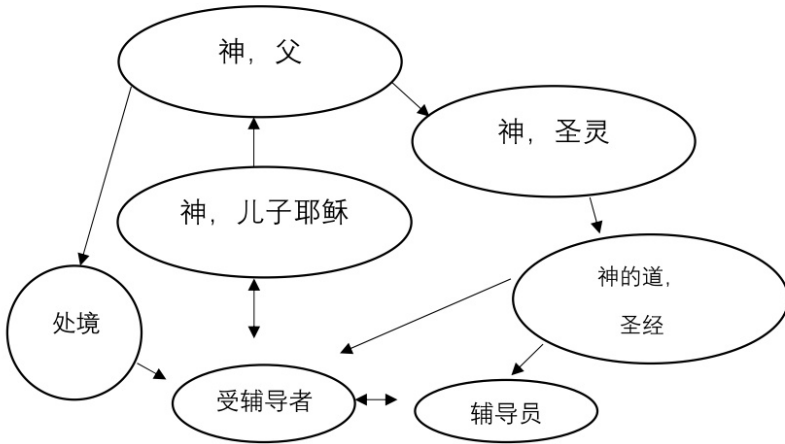 神，父
神，圣灵
神，儿子耶稣
神的道，
圣经
处境
受辅导者
辅导员